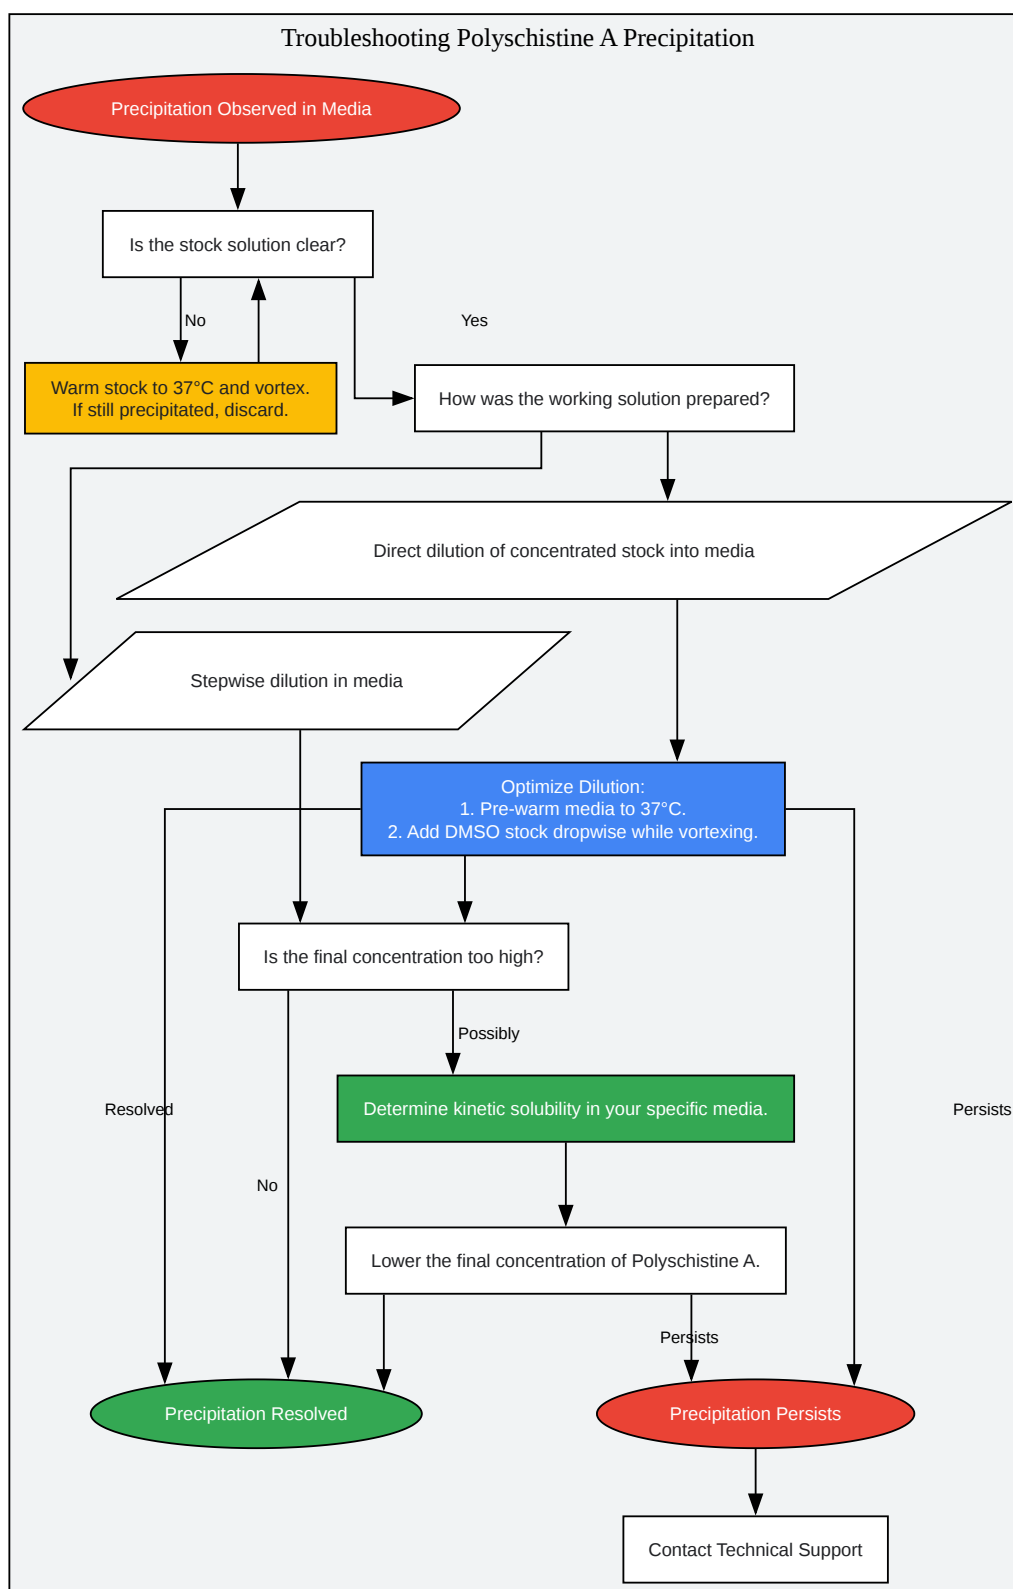 Troubleshooting Polyschistine A Precipitation
Precipitation Observed in Media
Is the stock solution clear?
No
Yes
Warm stock to 37°C and vortex.
If still precipitated, discard.
How was the working solution prepared?
Direct dilution of concentrated stock into media
Stepwise dilution in media
Optimize Dilution:
1. Pre-warm media to 37°C.
2. Add DMSO stock dropwise while vortexing.
Is the final concentration too high?
Possibly
Resolved
Determine kinetic solubility in your specific media.
Persists
No
Lower the final concentration of Polyschistine A.
Persists
Precipitation Resolved
Precipitation Persists
Contact Technical Support